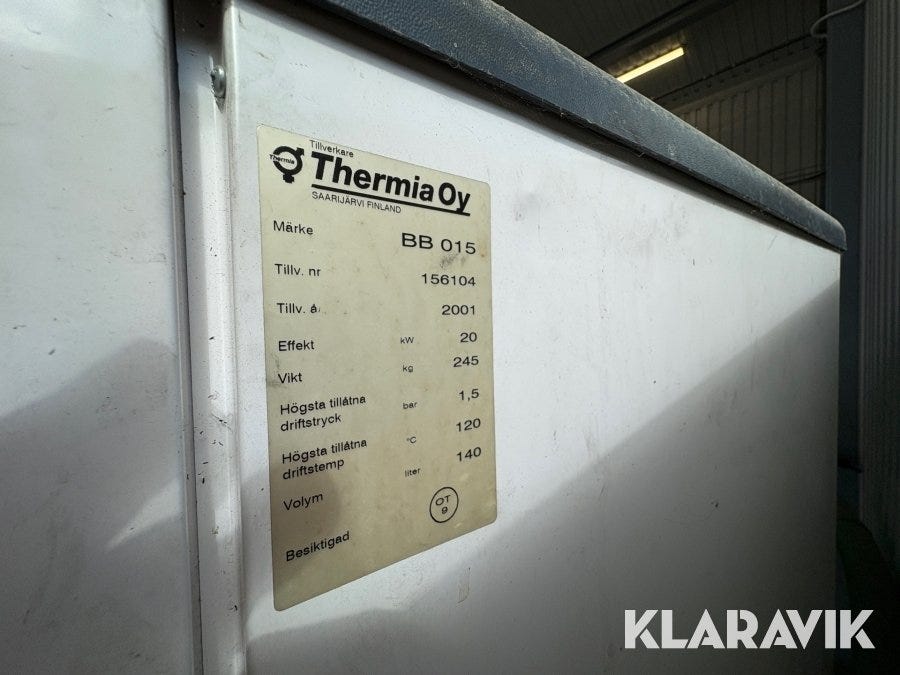 Tillverkare
Thermia
Thermia Oy
SAARIJÄRVI FINLAND
Märke BB 015
Tillv. nr 156104
Tillv. å 2001
Effekt kW 20
Vikt kg 245
Högsta tillåtna
driftstryck bar 1,5
Högsta tillåtna
driftstemp °C 120
Volym liter 140
Besiktigad OT
9
KLARAVIK